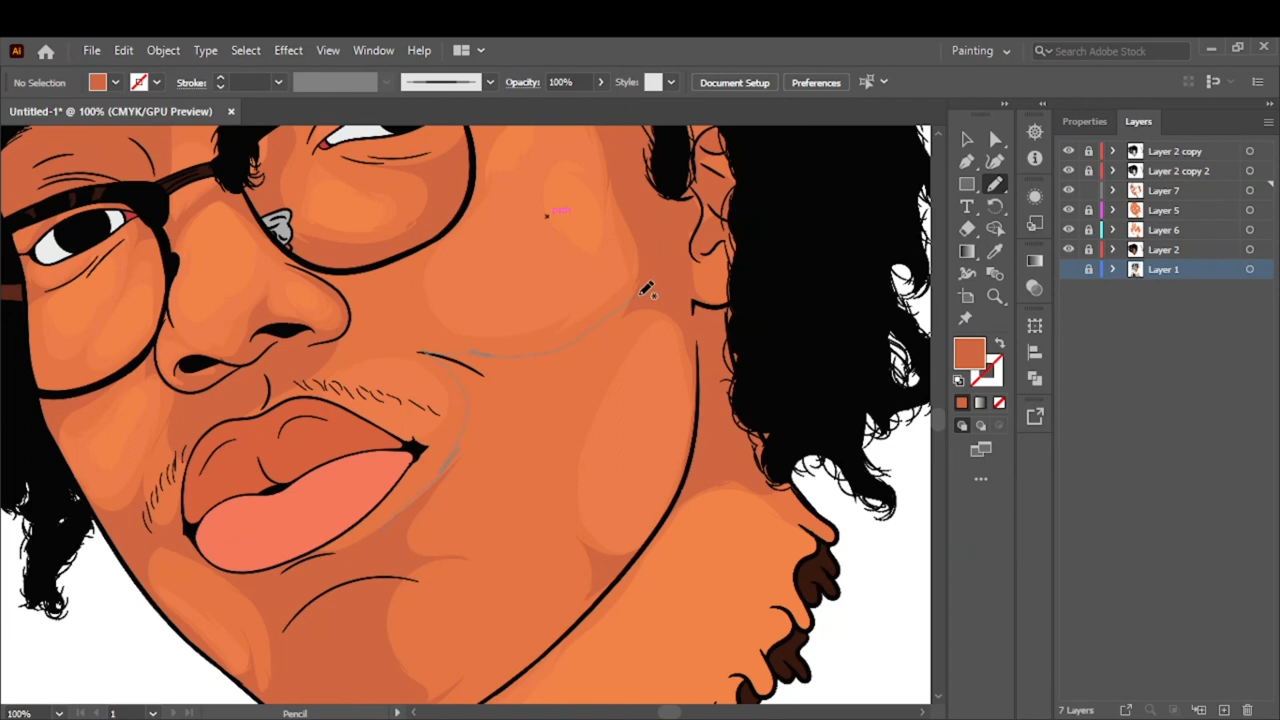 Ai File Edit Object Type Select Effect View Window Help Painting Search Adobe Stock
No Selection Stroke: Opacity: 100% Style: Document Setup Preferences
Untitled-1* @ 100% (CMYK/GPU Preview)
Properties Layers
Layer 2 copy
Layer 2 copy 2
Layer 7
Layer 5
Layer 6
Layer 2
Layer 1
path
100% 1 Pencil 7 Layers